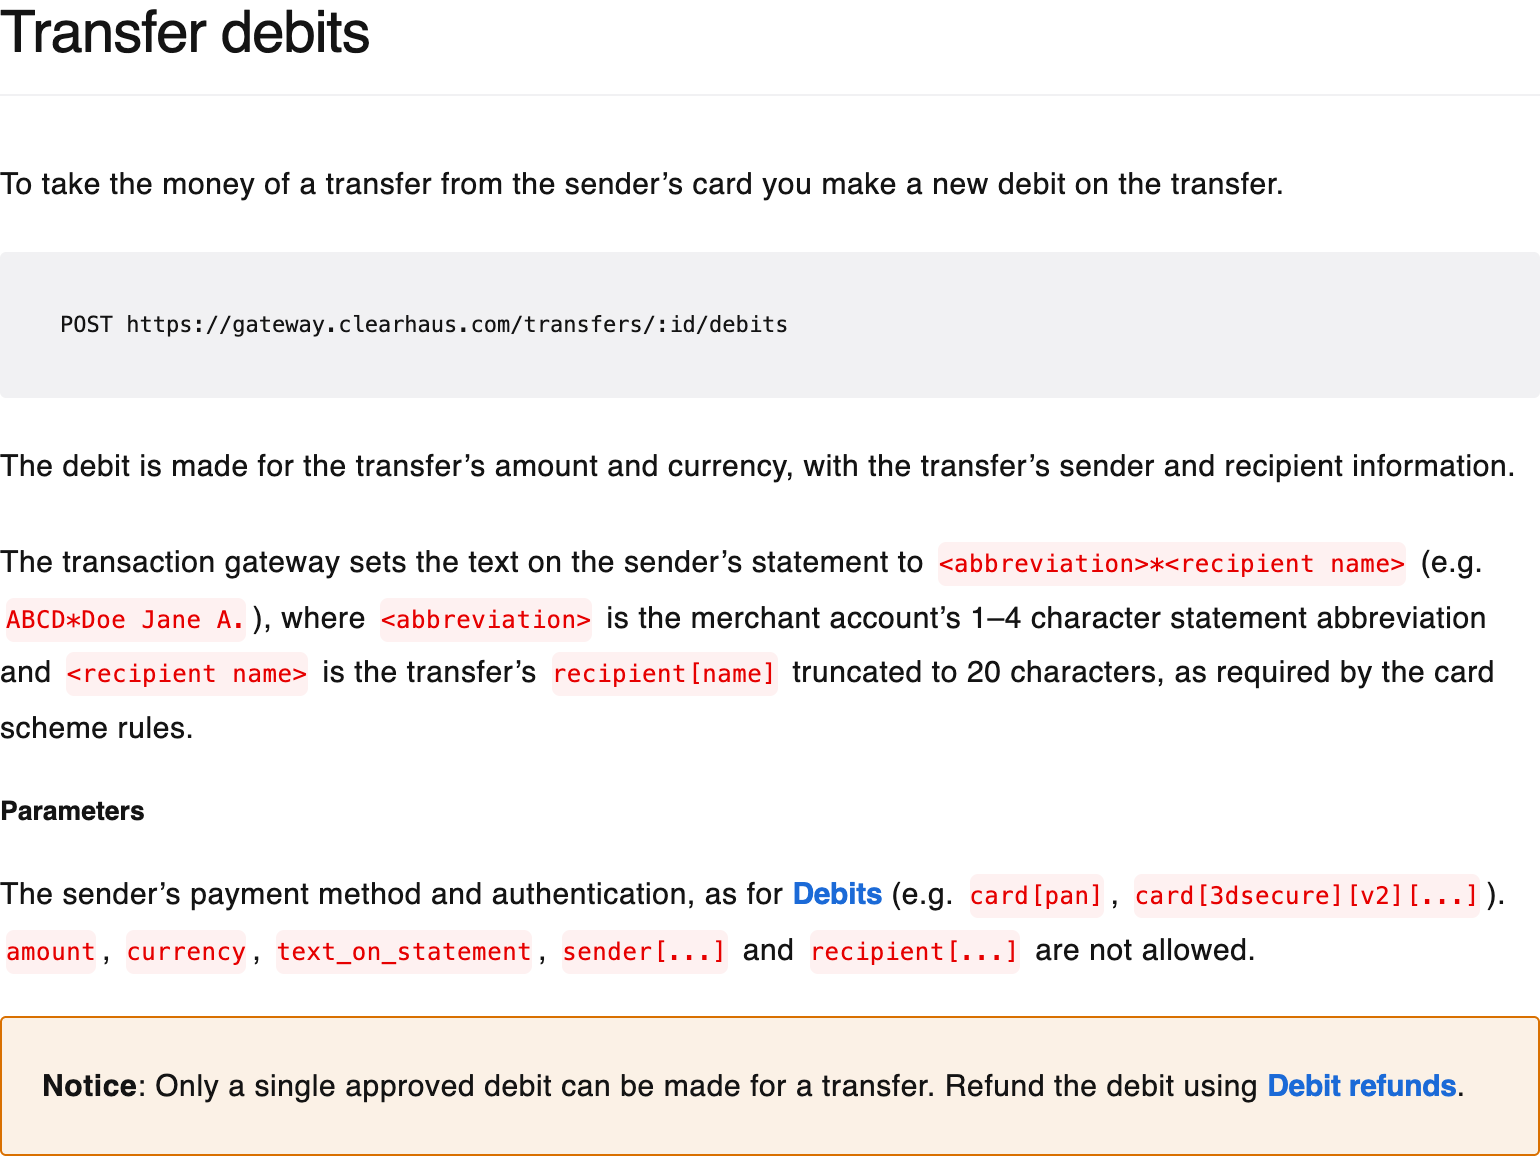 Transfer debits
To take the money of a transfer from the sender’s card you make a new debit on the transfer.
POST https://gateway.clearhaus.com/transfers/:id/debits
The debit is made for the transfer’s amount and currency, with the transfer’s sender and recipient information.
The transaction gateway sets the text on the sender’s statement to <abbreviation>*<recipient name> (e.g.
ABCD*Doe Jane A.), where <abbreviation> is the merchant account’s 1–4 character statement abbreviation
and <recipient name> is the transfer’s recipient[name] truncated to 20 characters, as required by the card
scheme rules.
Parameters
The sender’s payment method and authentication, as for Debits (e.g. card[pan], card[3dsecure][v2][...]).
amount, currency, text_on_statement, sender[...] and recipient[...] are not allowed.
Notice: Only a single approved debit can be made for a transfer. Refund the debit using Debit refunds.